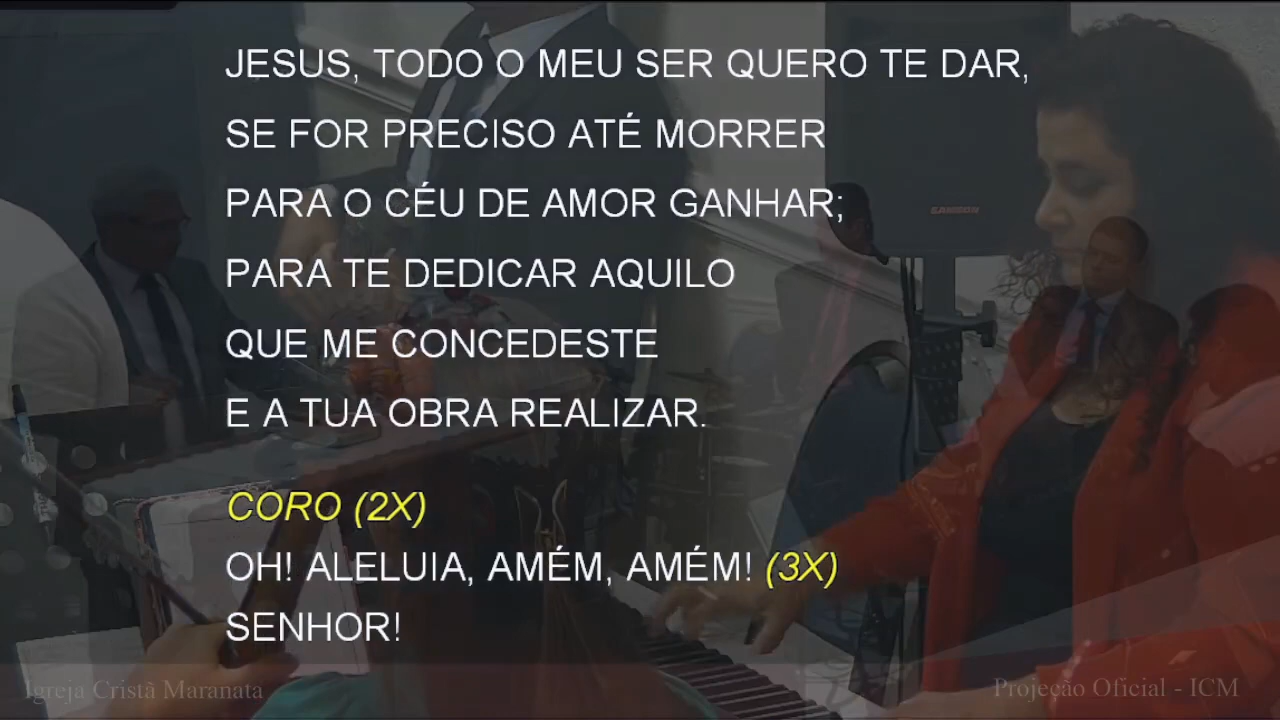 JESUS, TODO O MEU SER QUERO TE DAR,
SE FOR PRECISO ATÉ MORRER
PARA O CÉU DE AMOR GANHAR;
PARA TE DEDICAR AQUILO
QUE ME CONCEDESTE
E A TUA OBRA REALIZAR.
CORO (2X)
OH! ALELUIA, AMÉM, AMÉM! (3X)
SENHOR!
SAMSON
Igreja Cristã Maranata
Projeção Oficial - ICM